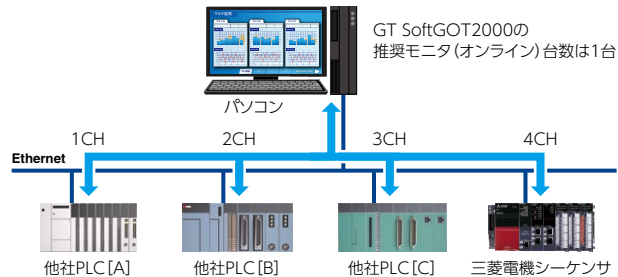 GT SoftGOT2000の
推奨モニタ(オンライン)台数は1台
パソコン
1CH
2CH
3CH
4CH
Ethernet
他社PLC[A]
他社PLC[B]
他社PLC[C]
三菱電機シーケンサ